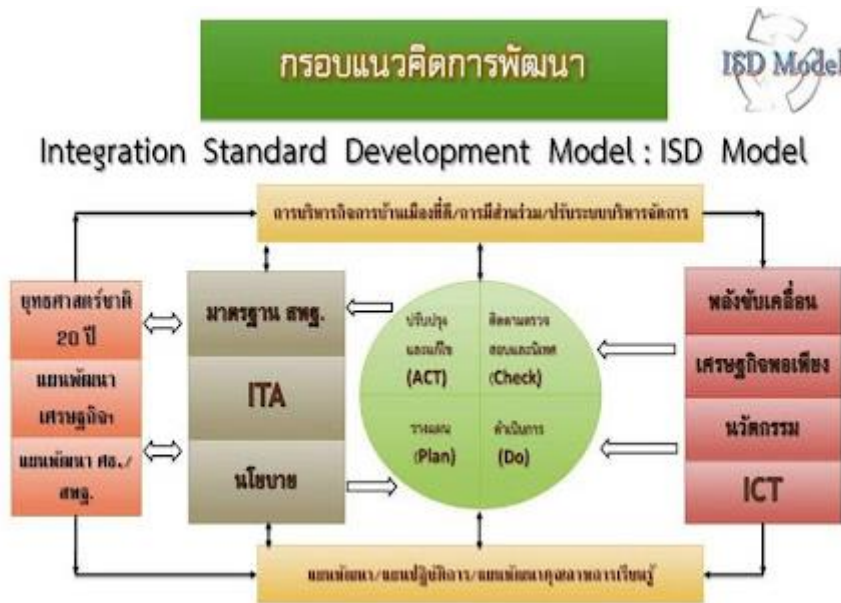 กรอบแนวคิดการพัฒนา
ISD Model
Integration Standard Development Model : ISD Model
การบริหารกิจการบ้านเมืองที่ดี/การมีส่วนร่วม/ปรับระบบบริหารจัดการ
ยุทธศาสตร์ชาติ
20 ปี
แผนพัฒนา
เศรษฐกิจฯ
แผนพัฒนา ศธ./
สพฐ.
มาตรฐาน สพฐ.
ITA
นโยบาย
ปรับปรุง
และแก้ไข
(ACT)
ติดตามตรวจ
สอบและนิเทศ
(Check)
วางแผน
(Plan)
ดำเนินการ
(Do)
พลังขับเคลื่อน
เศรษฐกิจพอเพียง
นวัตกรรม
ICT
แผนพัฒนา/แผนปฏิบัติการ/แผนพัฒนาคุณภาพการเรียนรู้